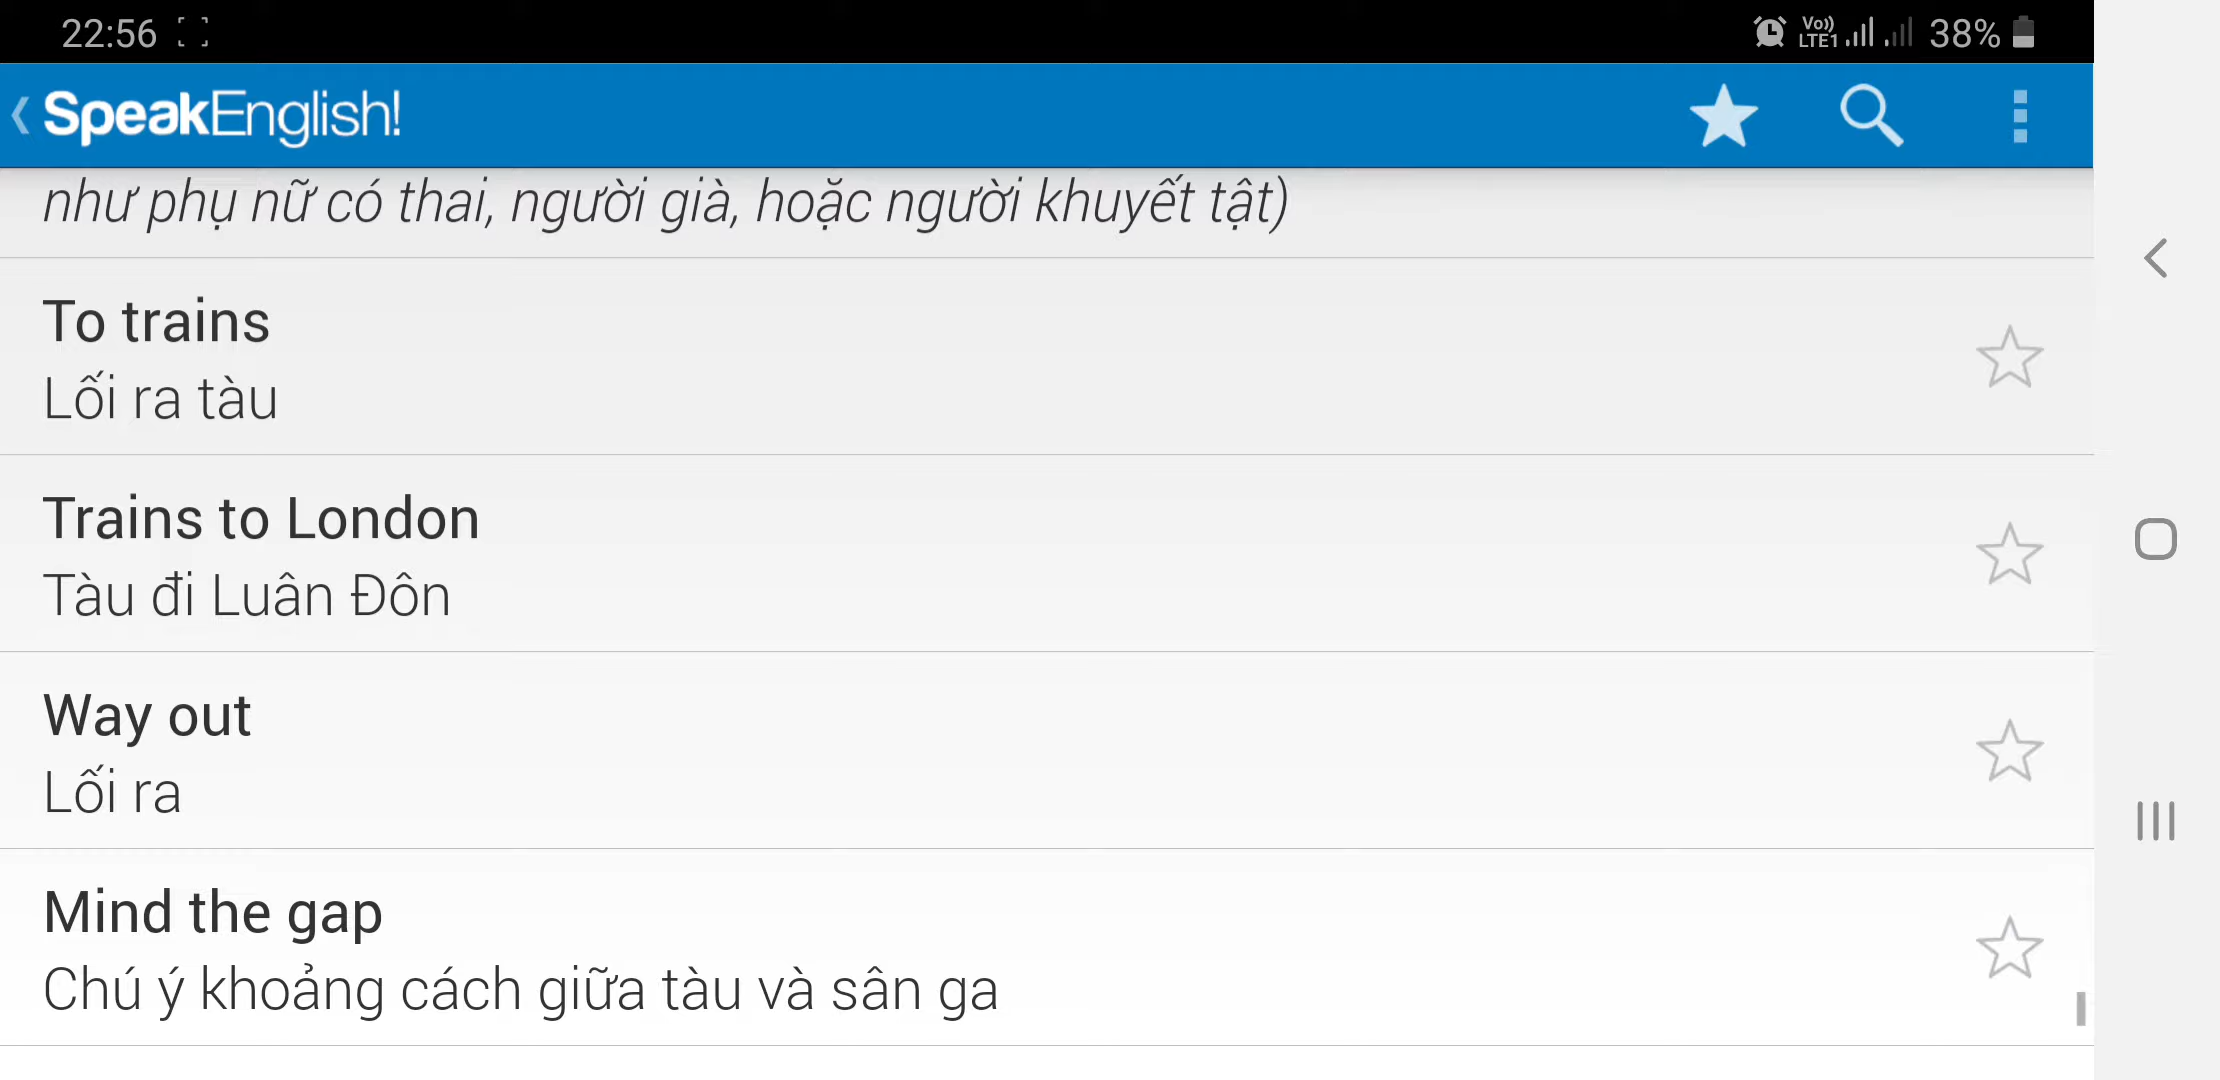 22:56
Vo)) LTE1 38%
SpeakEnglish!
như phụ nữ có thai, người già, hoặc người khuyết tật)
To trains
Lối ra tàu
Trains to London
Tàu đi Luân Đôn
Way out
Lối ra
Mind the gap
Chú ý khoảng cách giữa tàu và sân ga